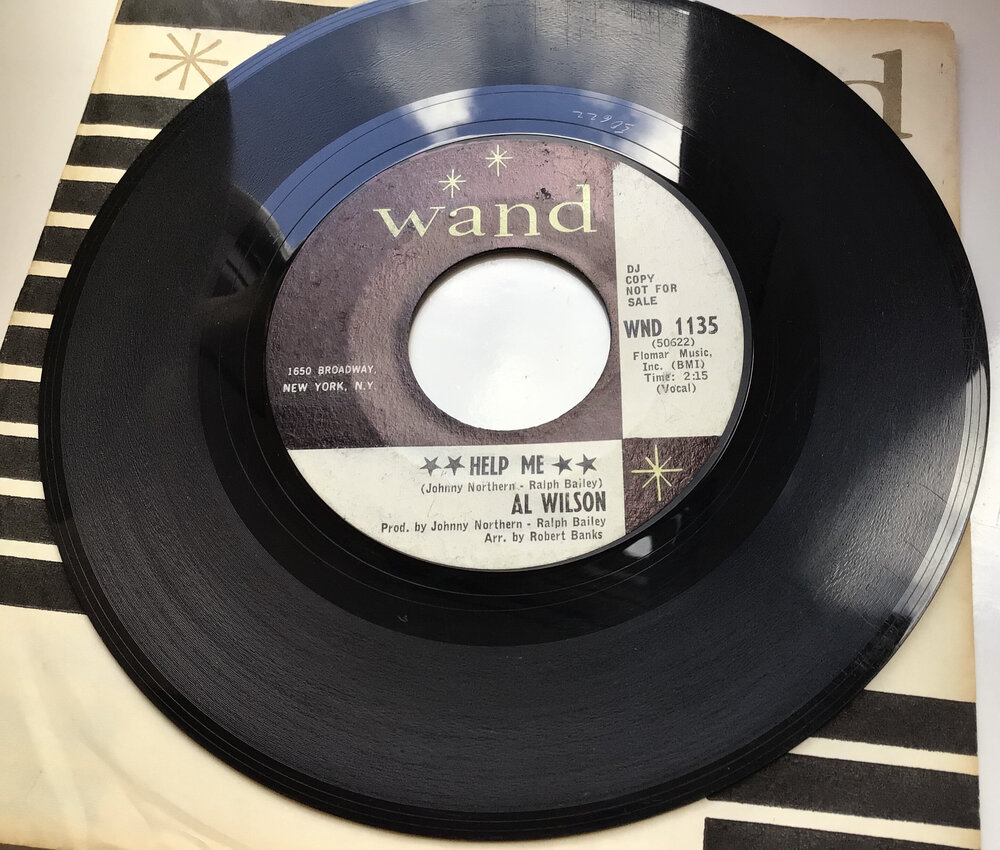 d
50622
wand
DJ
COPY
NOT FOR
SALE
WND 1135
(50622)
Flomar Music,
Inc. (BMI)
Time: 2:15
(Vocal)
1650 BROADWAY,
NEW YORK, N.Y.
★★ HELP ME ★★
(Johnny Northern - Ralph Bailey)
AL WILSON
Prod. by Johnny Northern - Ralph Bailey
Arr. by Robert Banks